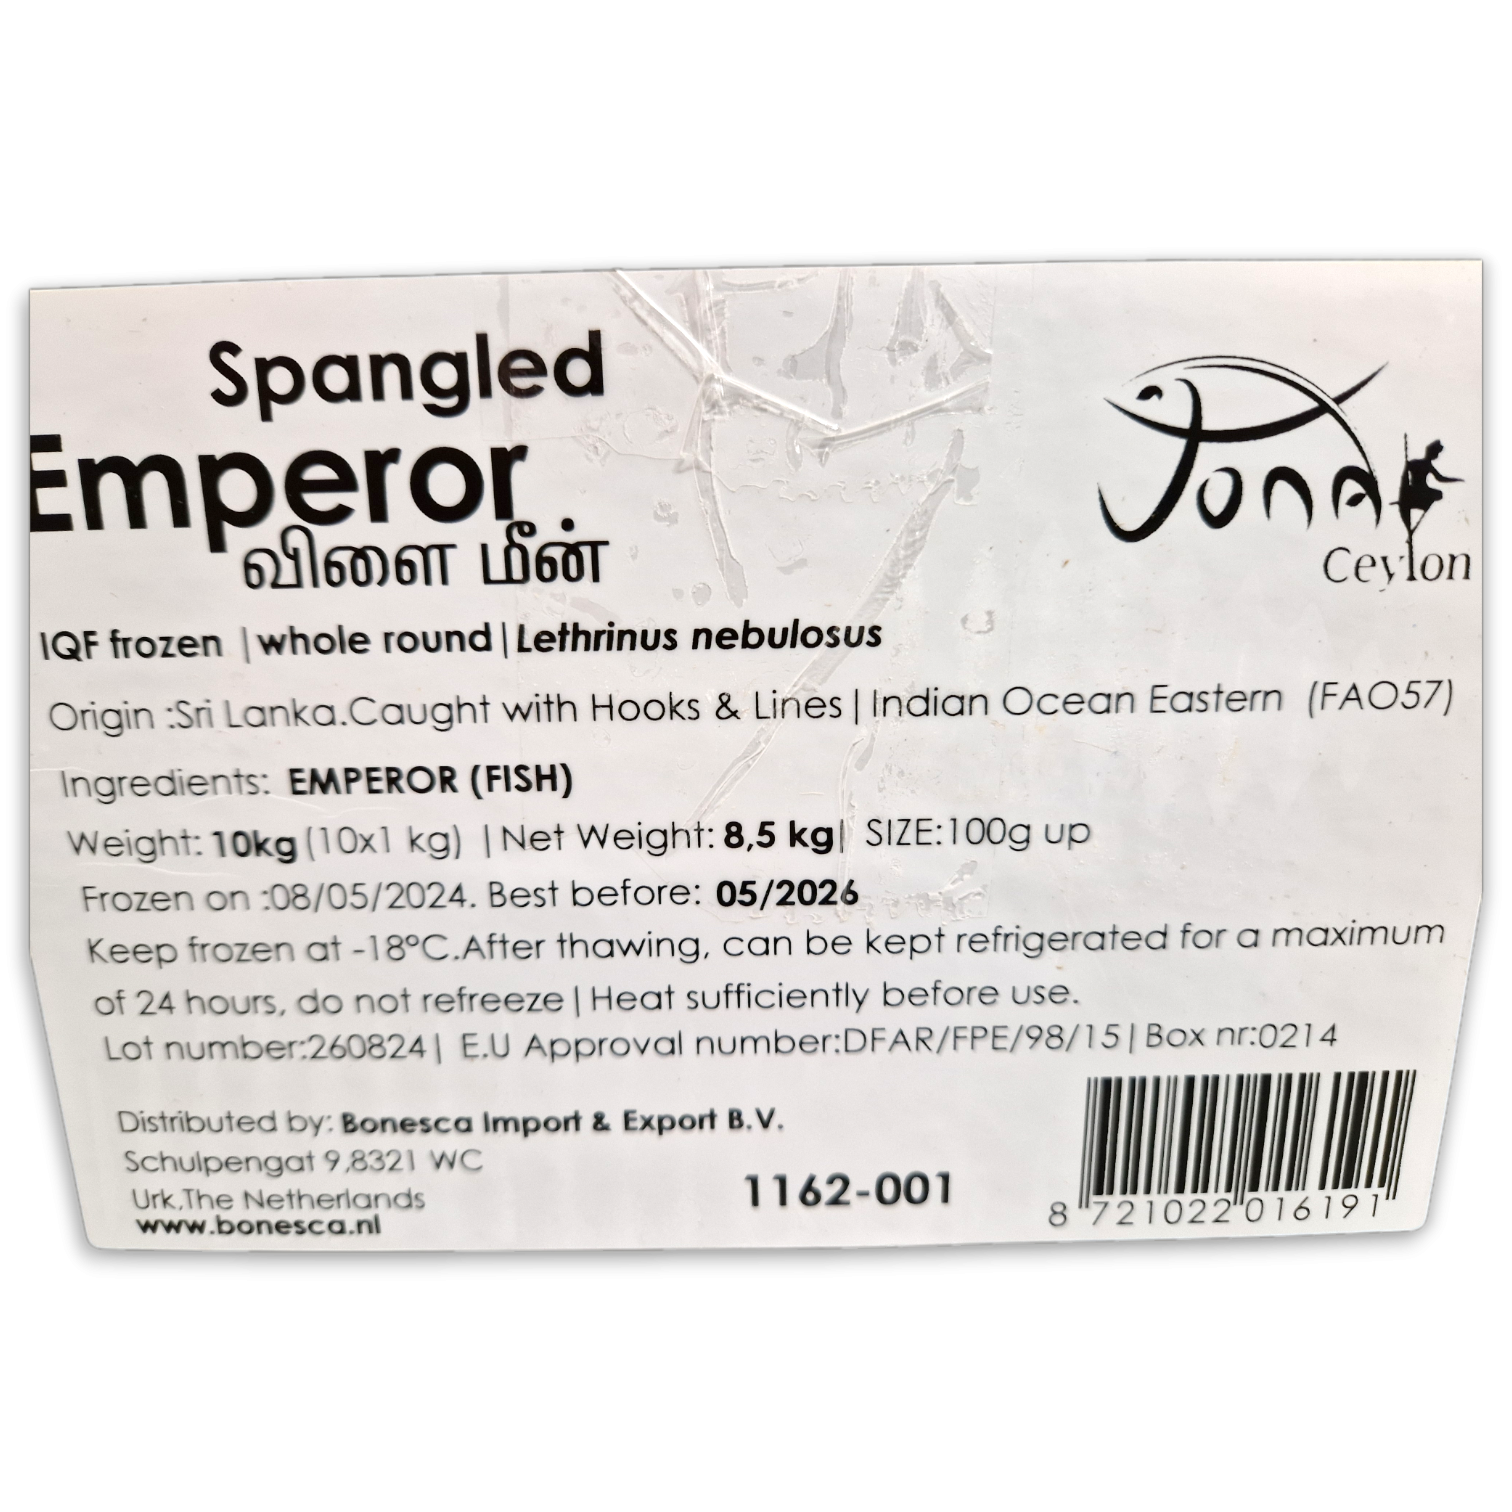 Spangled
Emperor
விளை மீன்
Jona
Ceylon
IQF frozen | whole round | Lethrinus nebulosus
Origin :Sri Lanka.Caught with Hooks & Lines | Indian Ocean Eastern (FAO57)
Ingredients: EMPEROR (FISH)
Weight: 10kg (10x1 kg) | Net Weight: 8,5 kg| SIZE:100g up
Frozen on :08/05/2024. Best before: 05/2026
Keep frozen at -18°C.After thawing, can be kept refrigerated for a maximum
of 24 hours, do not refreeze | Heat sufficiently before use.
Lot number:260824| E.U Approval number:DFAR/FPE/98/15| Box nr:0214
Distributed by: Bonesca Import & Export B.V.
Schulpengat 9,8321 WC
Urk,The Netherlands
www.bonesca.nl
1162-001
8 721022 016191